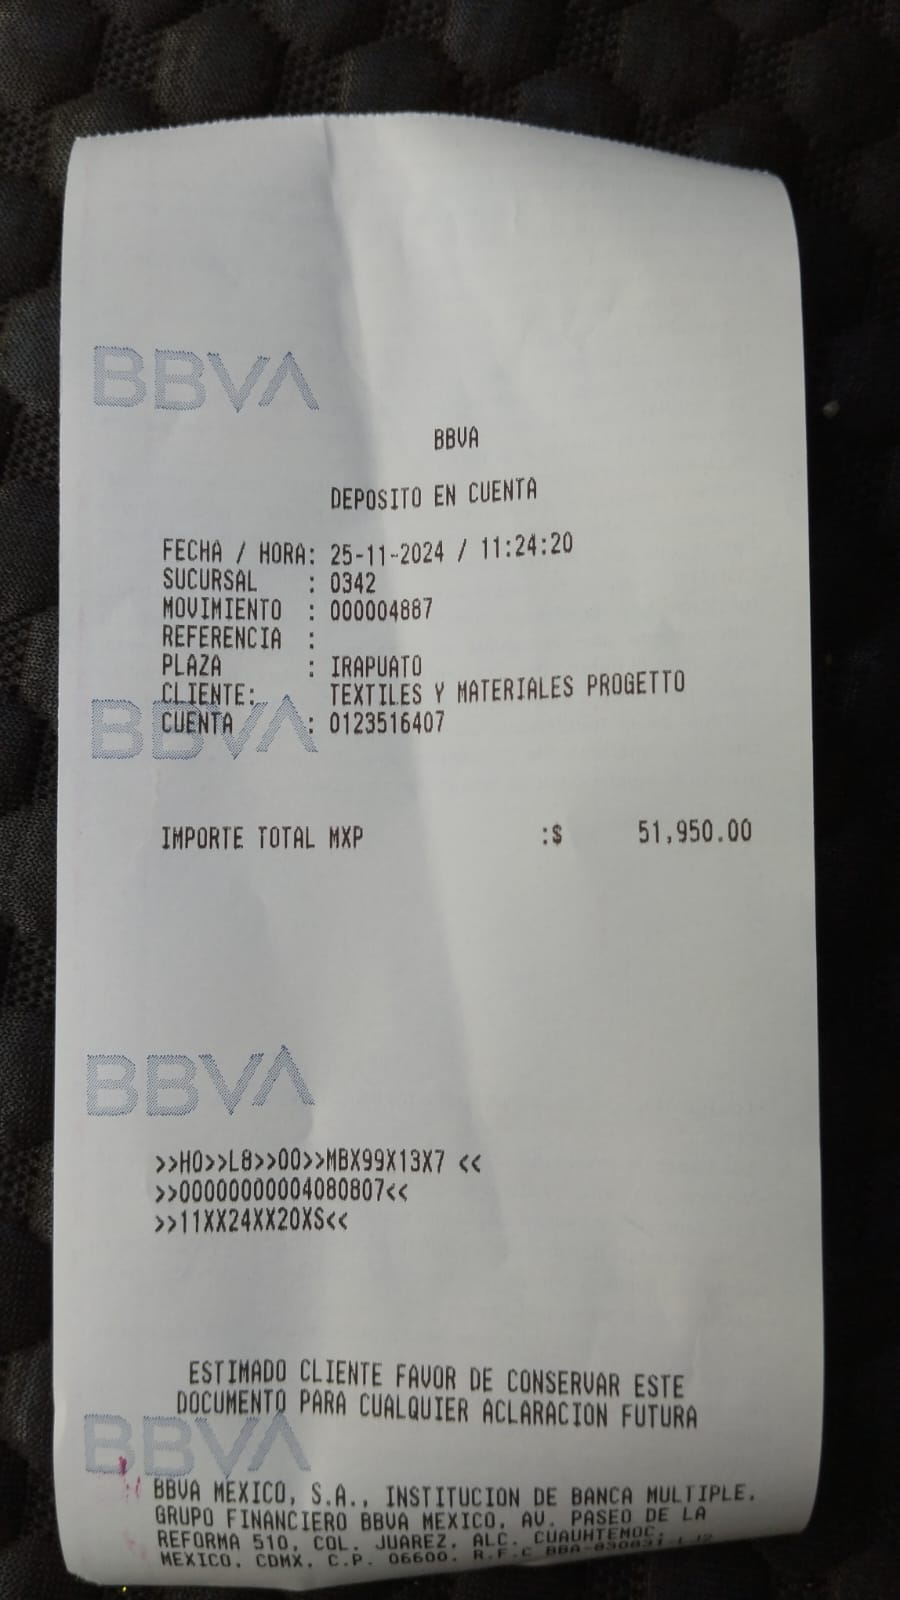 BBVA
BBVA
DEPOSITO EN CUENTA
FECHA / HORA: 25-11-2024 / 11:24:20
SUCURSAL : 0342
MOVIMIENTO : 000004887
REFERENCIA :
PLAZA : IRAPUATO
CLIENTE: TEXTILES Y MATERIALES PROGETTO
BBVA
CUENTA : 0123516407
IMPORTE TOTAL MXP :$ 51,950.00
BBVA
>>HO>>L8>>00>>MBX99X13X7 <<
>>00000000004080807<<
>>11XX24XX20XS<<
ESTIMADO CLIENTE FAVOR DE CONSERVAR ESTE
DOCUMENTO PARA CUALQUIER ACLARACION FUTURA
BBVA
BBVA MEXICO, S.A., INSTITUCION DE BANCA MULTIPLE,
GRUPO FINANCIERO BBVA MEXICO. AV. PASEO DE LA
REFORMA 510, COL. JUAREZ. ALC. CUAUHTEMOC.
MEXICO. CDMX. C.P. 06600. R.F.C